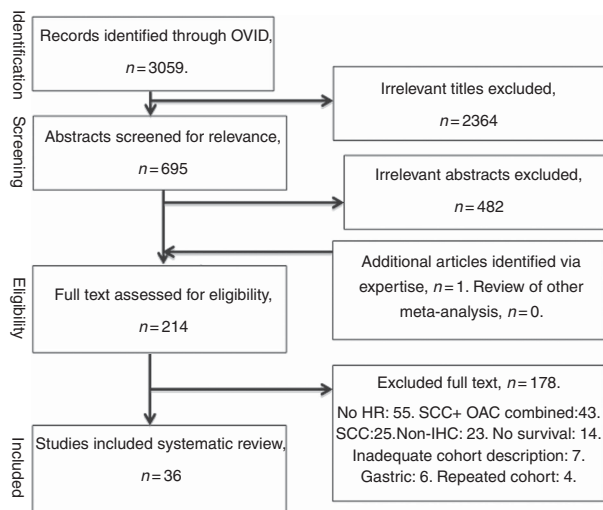 Identification
Records identified through OVID,
n=3059.
Irrelevant titles excluded,
n=2364
Screening
Abstracts screened for relevance,
n=695
Irrelevant abstracts excluded,
n=482
Additional articles identified via
expertise, n=1. Review of other
meta-analysis, n=0.
Eligibility
Full text assessed for eligibility,
n=214
Excluded full text, n=178.
No HR: 55. SCC+ OAC combined:43.
SCC:25.Non-IHC: 23. No survival: 14.
Inadequate cohort description: 7.
Gastric: 6. Repeated cohort: 4.
Included
Studies included systematic review,
n=36